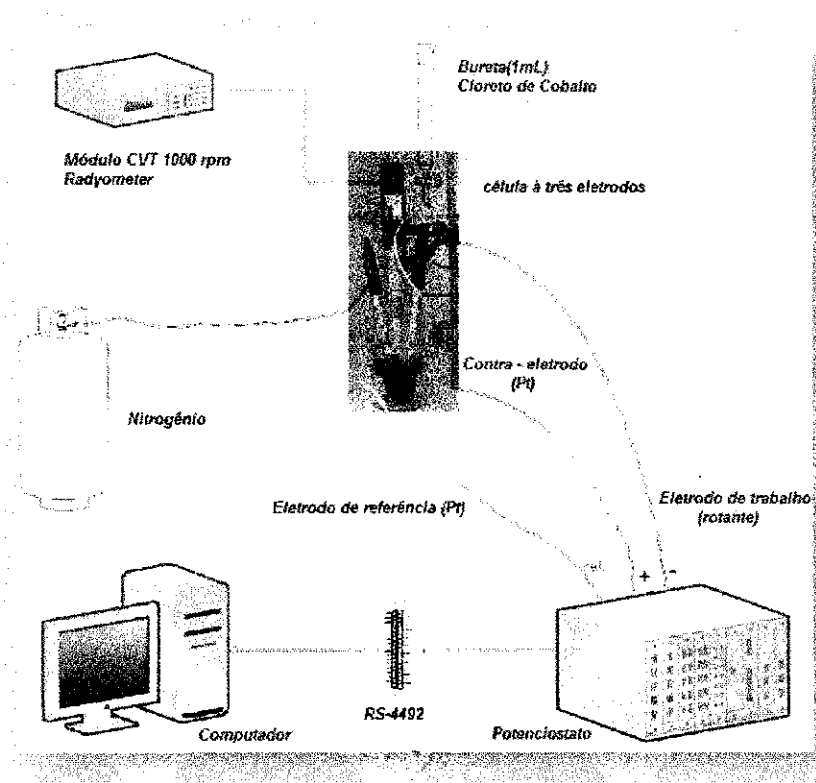 Bureta(1mL)
Cloreto de Cobalto
Módulo CVT 1000 rpm
Radyometer
célula à três eletrodos
Contra - eletrodo
(Pt)
Nitrogênio
Eletrodo de referência (Pt)
Eletrodo de trabalho
(rotante)
+ -
RS-4492
Computador
Potenciostato